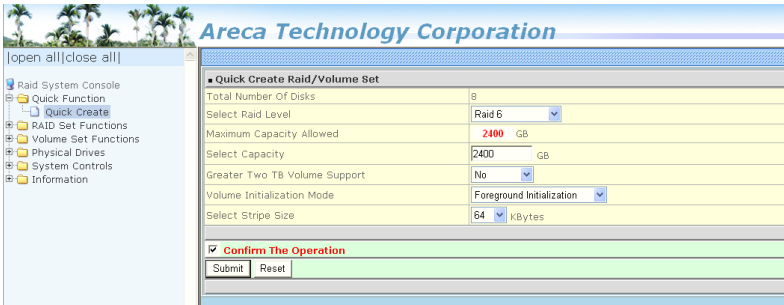 Areca Technology Corporation
|open all|close all|
Raid System Console
Quick Function
Quick Create
RAID Set Functions
Volume Set Functions
Physical Drives
System Controls
Information
Quick Create Raid/Volume Set
Total Number Of Disks 8
Select Raid Level Raid 6
Maximum Capacity Allowed 2400 GB
Select Capacity 2400 GB
Greater Two TB Volume Support No
Volume Initialization Mode Foreground Initialization
Select Stripe Size 64 KBytes
Confirm The Operation
Submit Reset